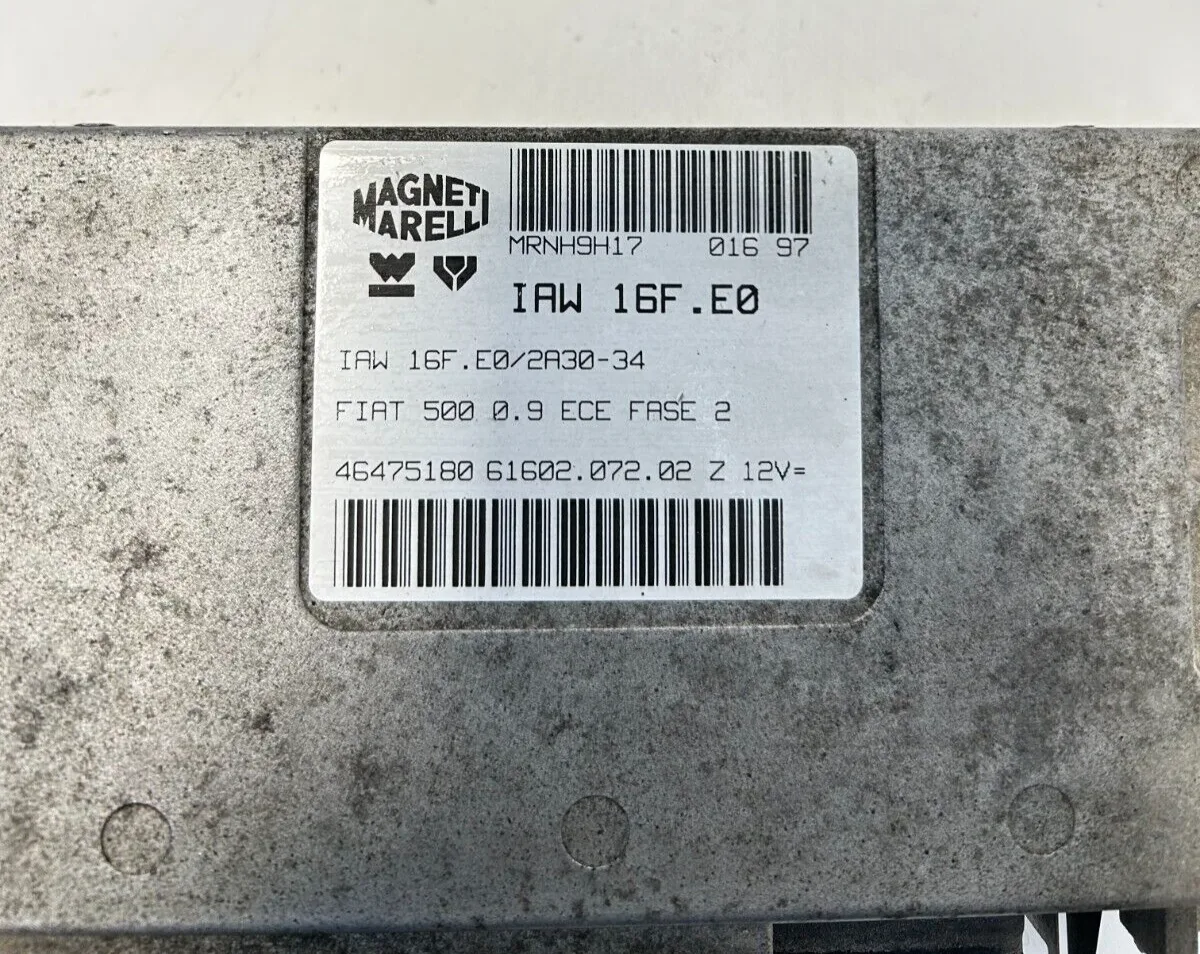 MAGNETI
MARELLI
MRNH9H17 016 97
IAW 16F.E0
IAW 16F.E0/2A30-34
FIAT 500 0.9 ECE FASE 2
46475180 61602.072.02 Z 12V=